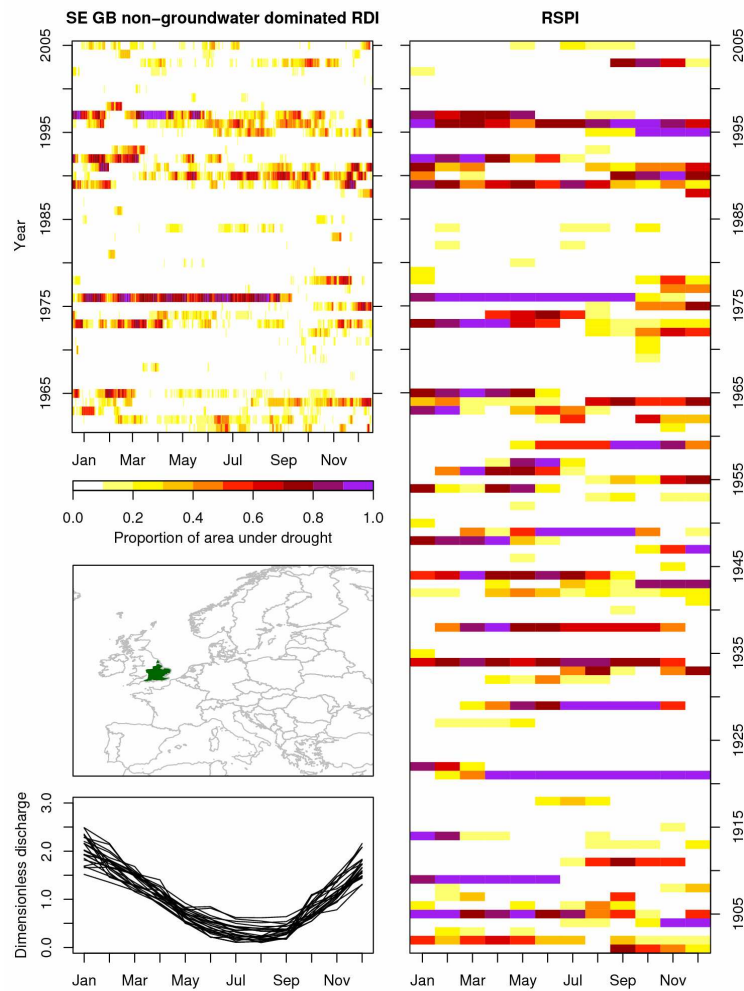 SE GB non−groundwater dominated RDI
RSPI
2005
1995
1985
1975
1965
Year
Jan Mar May Jul Sep Nov
0.0 0.2 0.4 0.6 0.8 1.0
Proportion of area under drought
3.0
2.0
1.0
0.0
Dimensionless discharge
Jan Mar May Jul Sep Nov
2005
1995
1985
1975
1965
1955
1945
1935
1925
1915
1905
Jan Mar May Jul Sep Nov